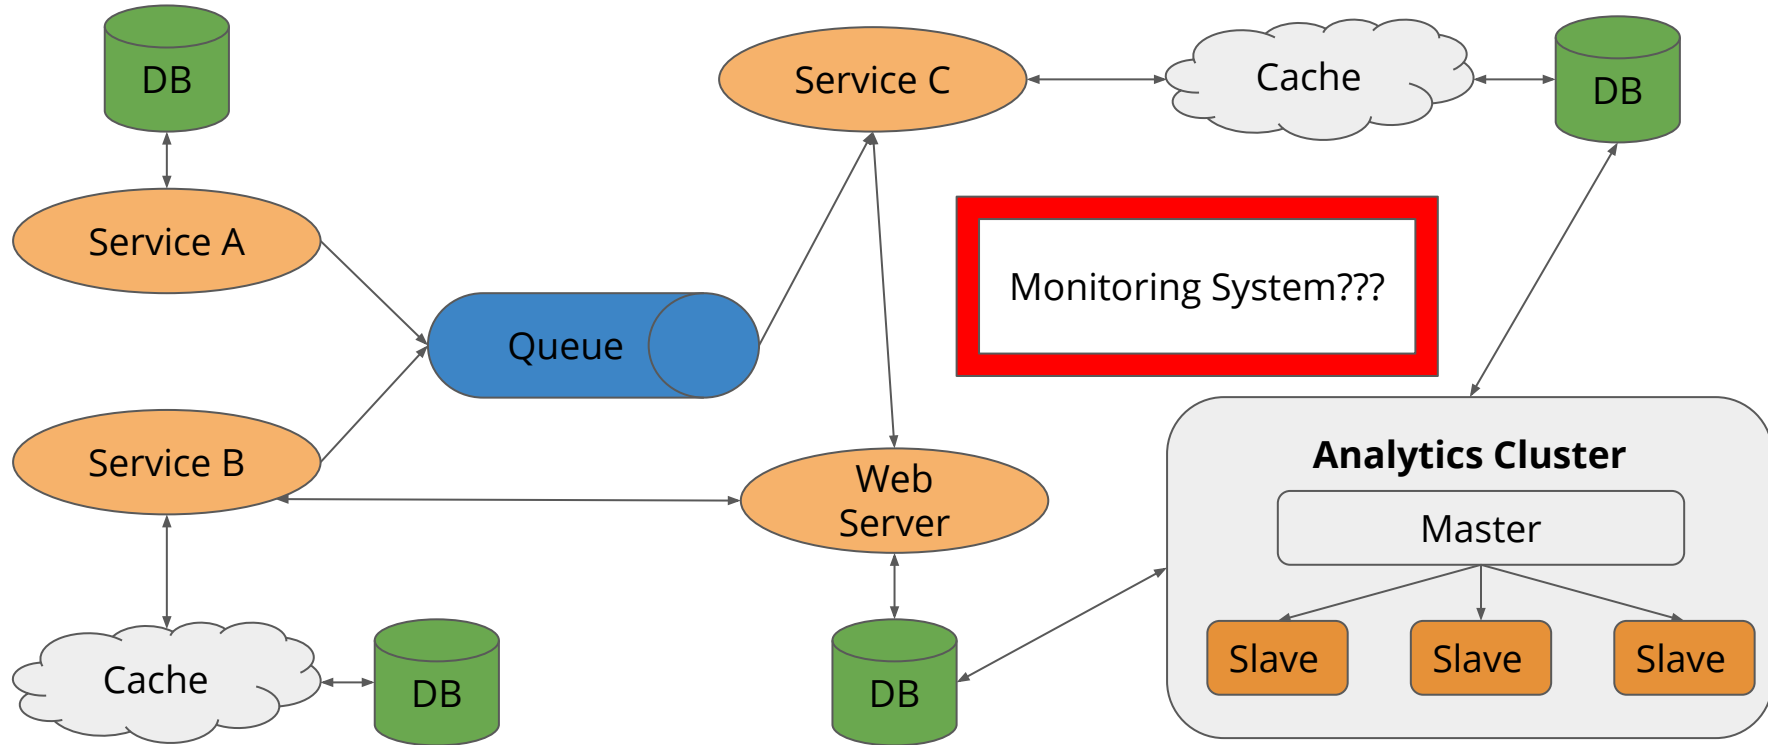 DB
Service C
Cache
DB
Service A
Monitoring System???
Queue
Service B
Web
Server
Analytics Cluster
Master
Cache
DB
DB
Slave
Slave
Slave